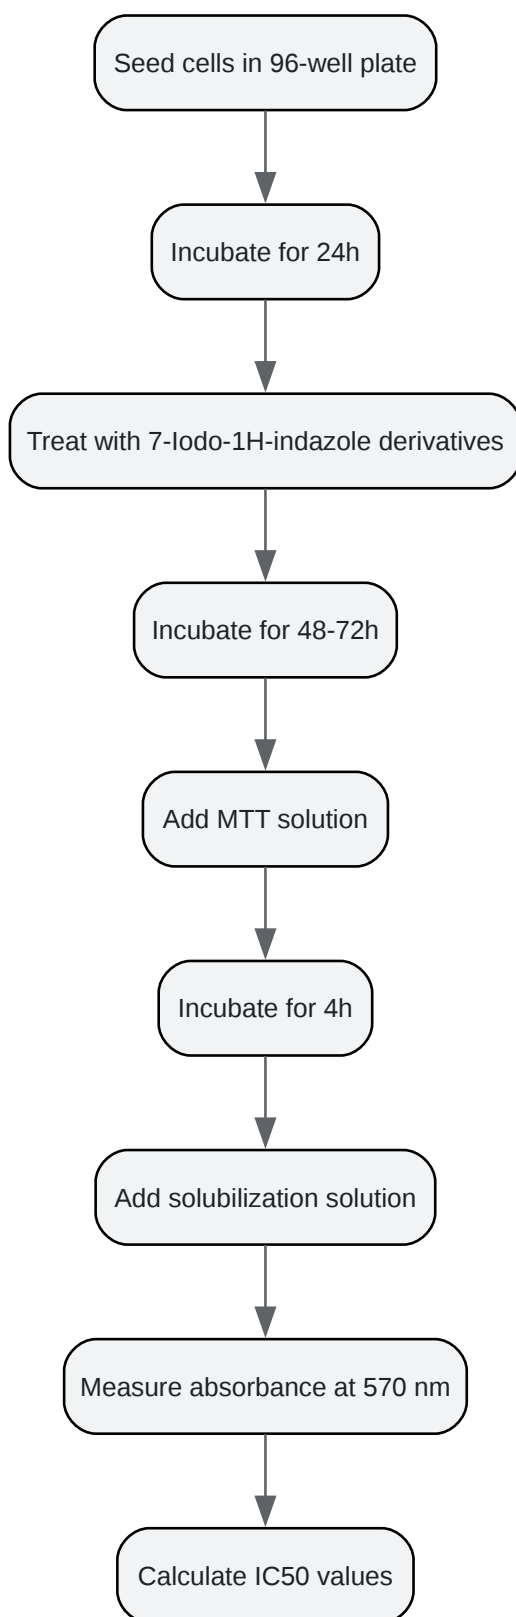 Seed cells in 96-well plate
Incubate for 24h
Treat with 7-Iodo-1H-indazole derivatives
Incubate for 48-72h
Add MTT solution
Incubate for 4h
Add solubilization solution
Measure absorbance at 570 nm
Calculate IC50 values